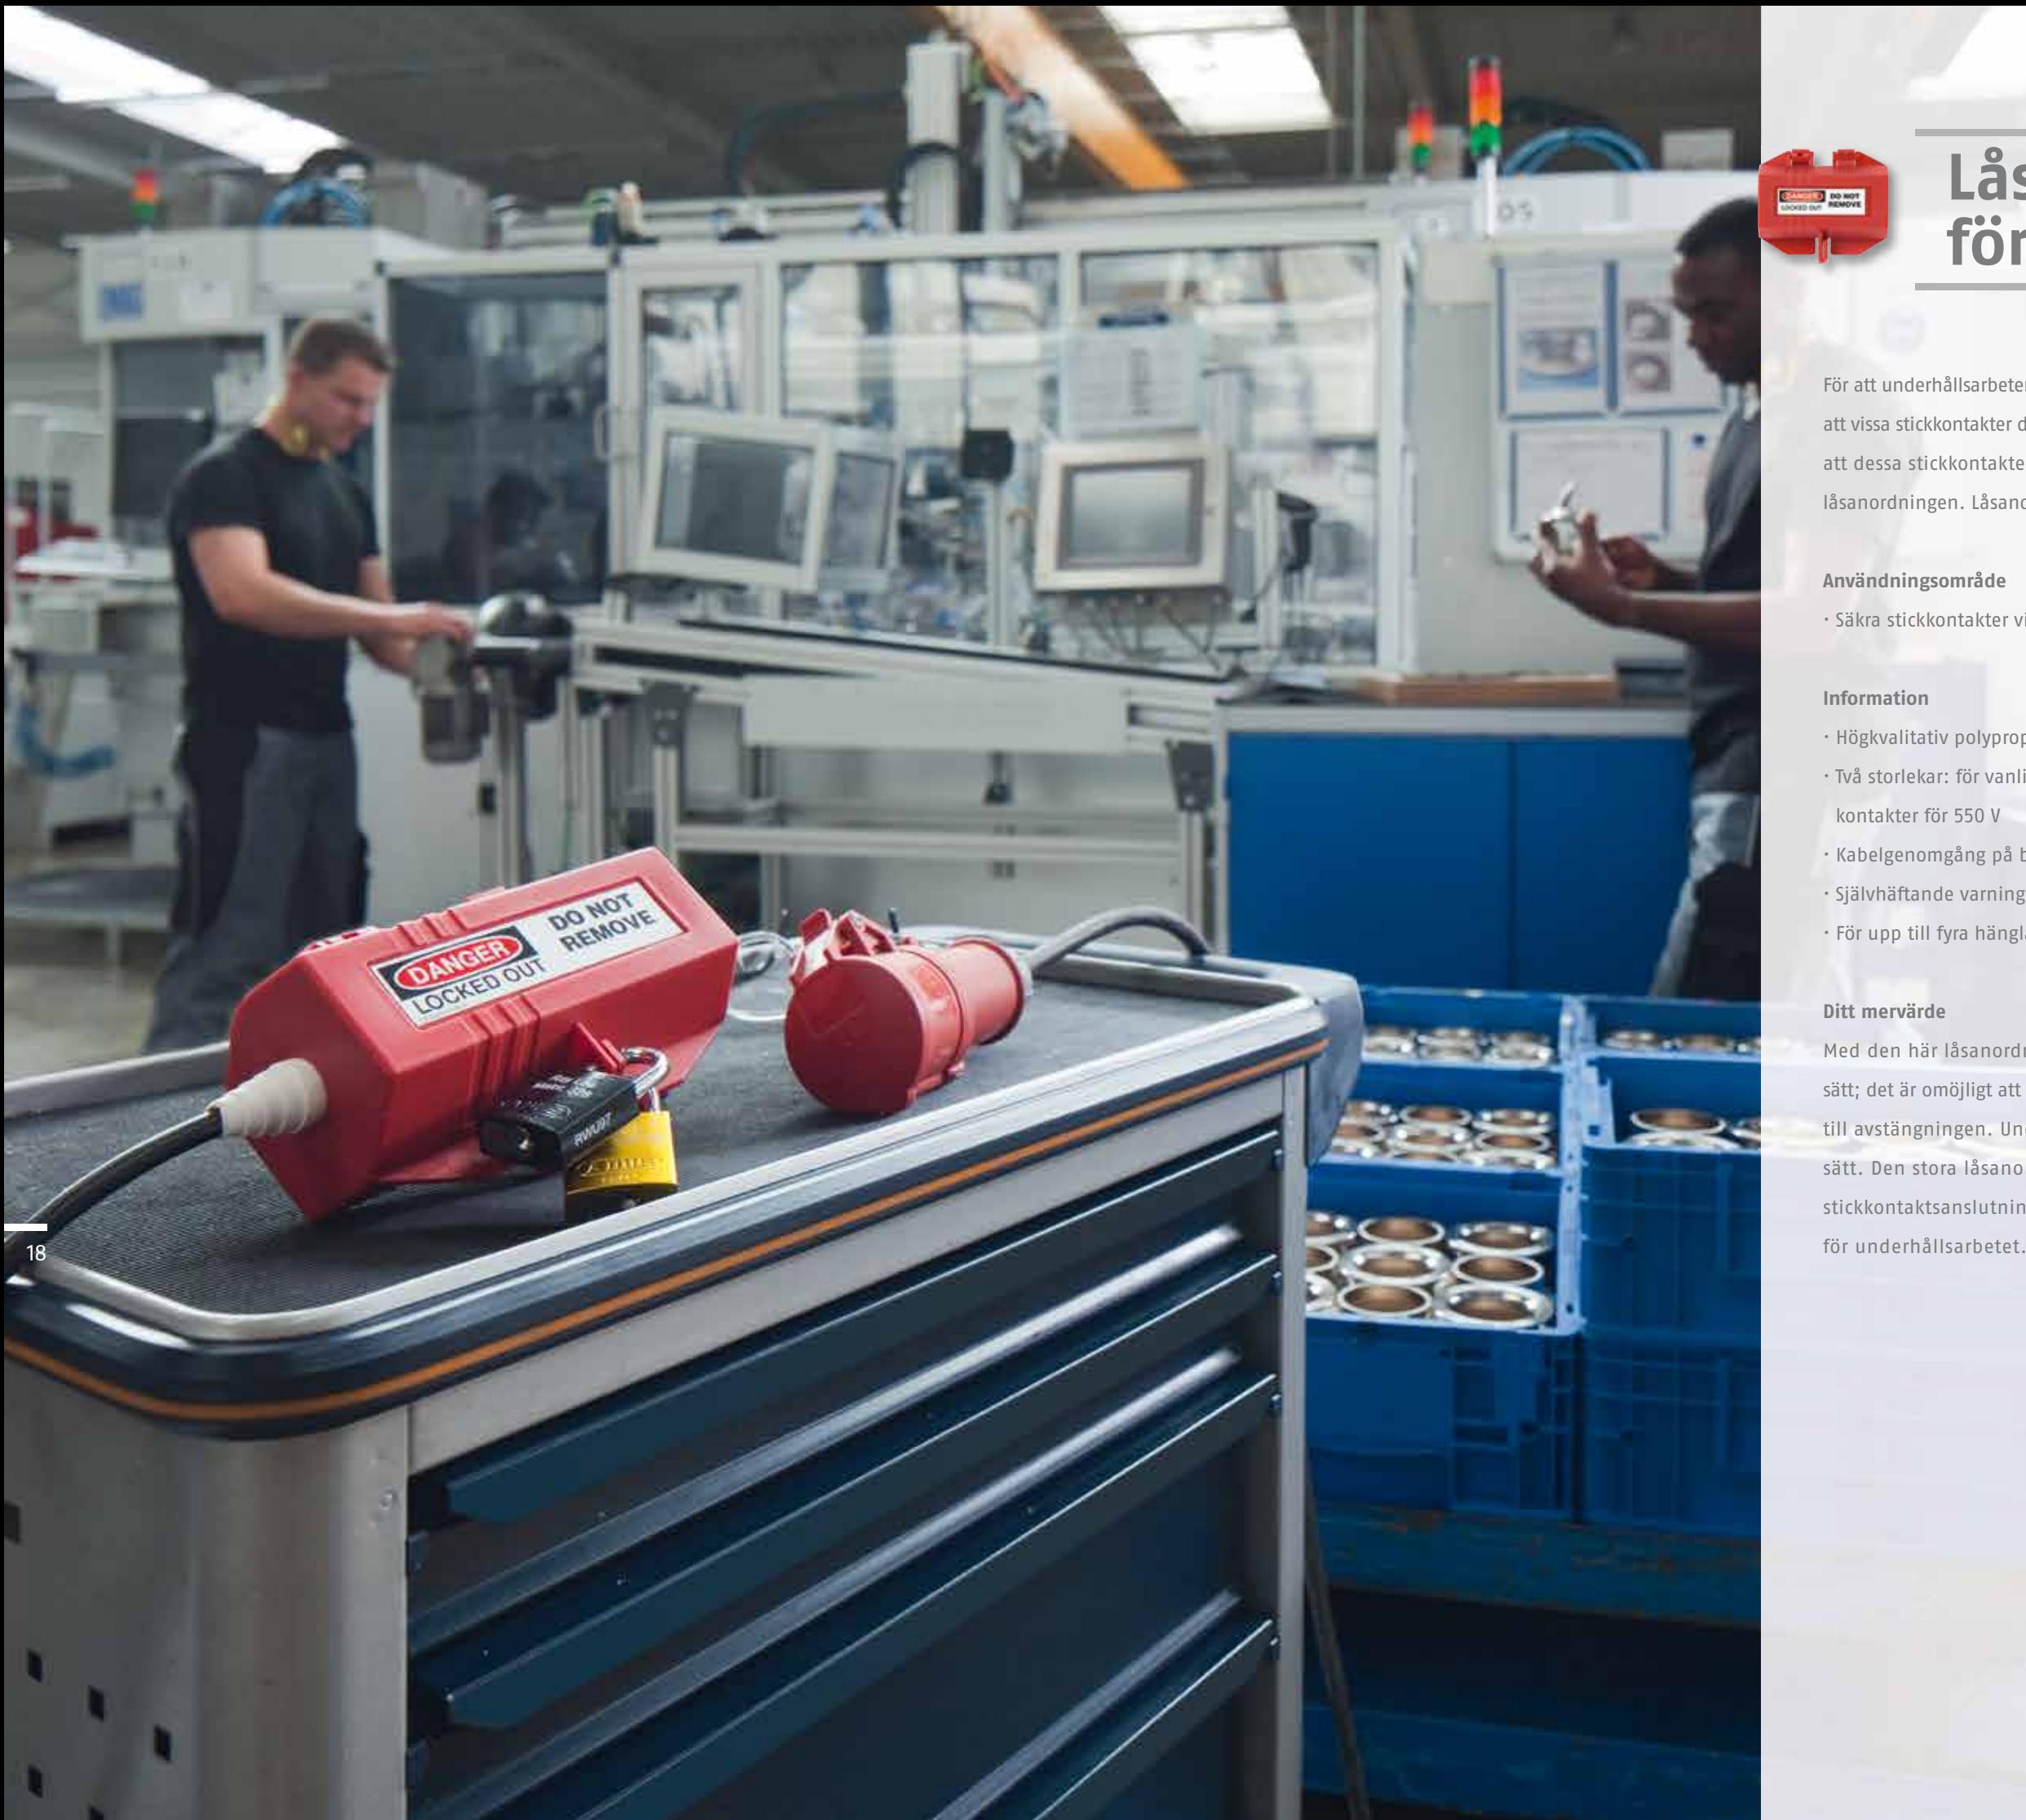 DANGER
LOCKED OUT
DO NOT
REMOVE
18
DANGER
LOCKED OUT
DO NOT
REMOVE
Lås
för
För att underhållsarbeten
att vissa stickkontakter d
att dessa stickkontakte
låsanordningen. Låsano
Användningsområde
· Säkra stickkontakter vi
Information
· Högkvalitativ polyprop
· Två storlekar: för vanli
kontakter för 550 V
· Kabelgenomgång på b
· Självhäftande varning
· För upp till fyra hänglå
Ditt mervärde
Med den här låsanordn
sätt; det är omöjligt att
till avstängningen. Und
sätt. Den stora låsanor
stickkontaktsanslutnin
för underhållsarbetet.